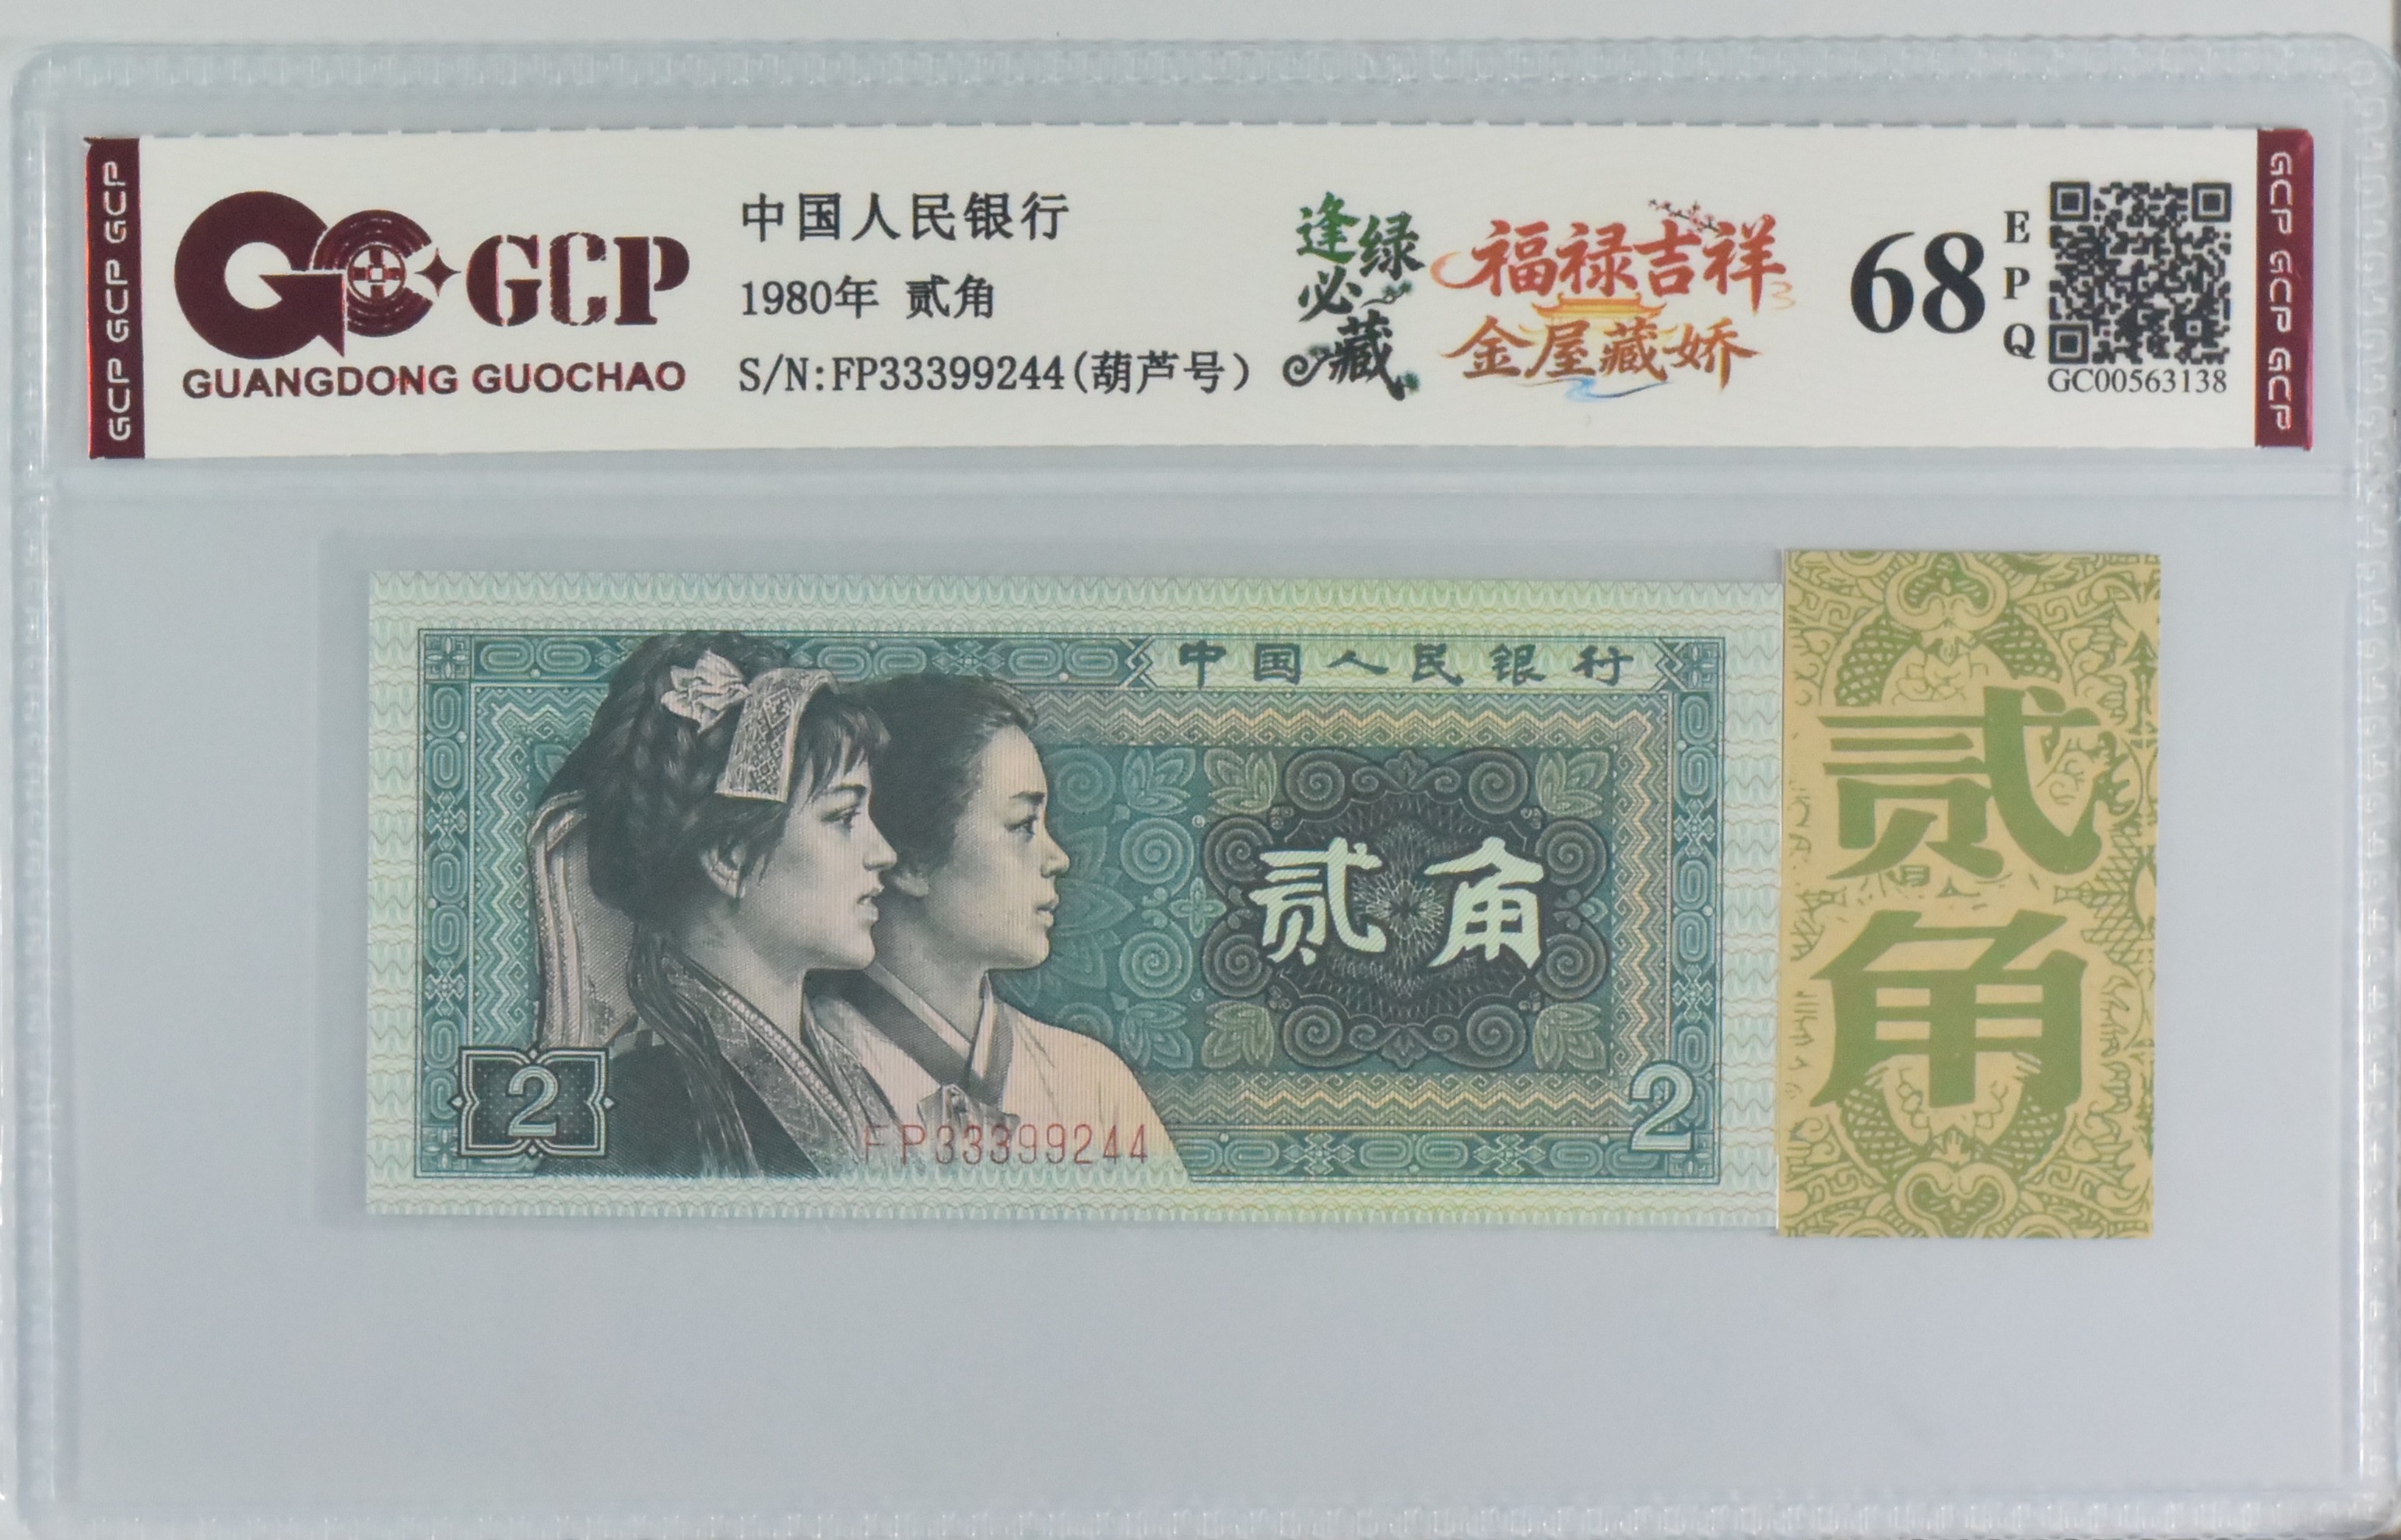 GCP GCP GCP
GCP
GUANGDONG GUOCHAO
中国人民银行
1980年 贰角
S/N:FP33399244(葫芦号)
逢绿
必藏
福禄吉祥
金屋藏娇
68
EPQ
GC00563138
GCP GCP GCP
中国人民银行
贰角
2
FP33399244
2
贰角